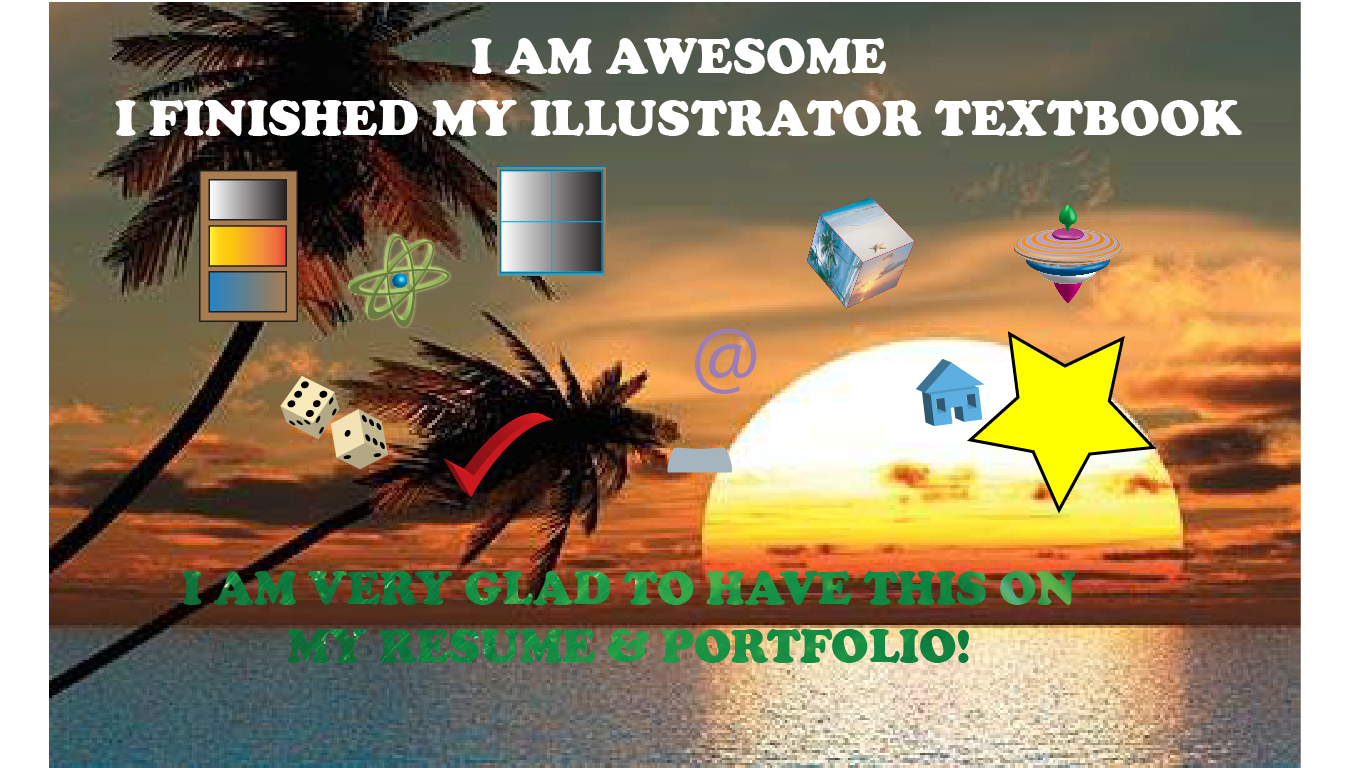 I AM AWESOME
I FINISHED MY ILLUSTRATOR TEXTBOOK
@
I AM VERY GLAD TO HAVE THIS ON
MY RESUME & PORTFOLIO!